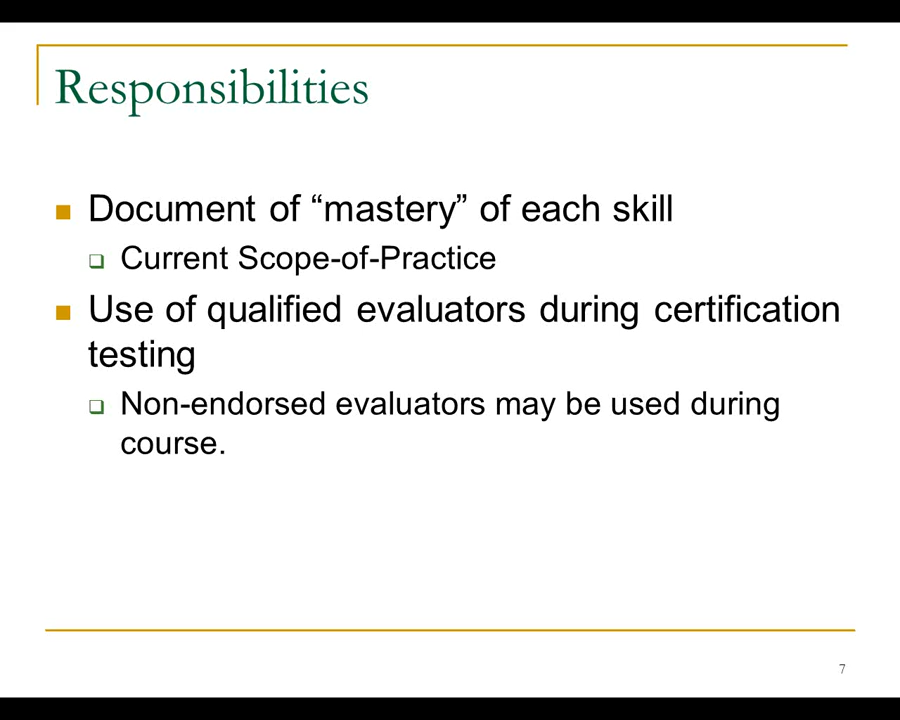 Responsibilities
Document of “mastery” of each skill
Current Scope-of-Practice
Use of qualified evaluators during certification
testing
Non-endorsed evaluators may be used during
course.
7